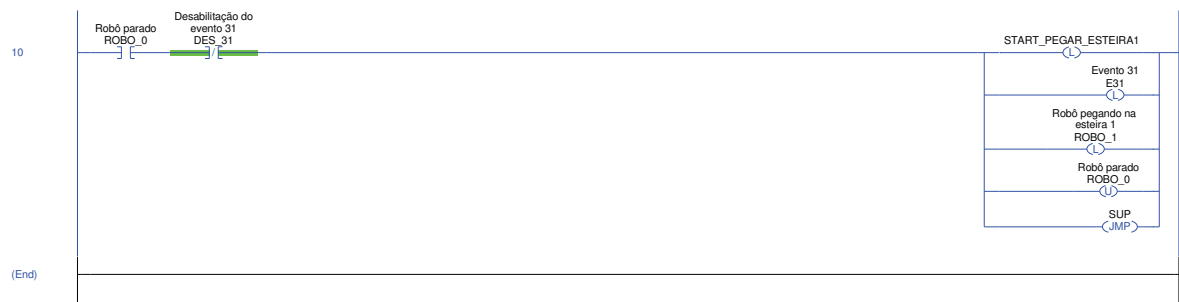 Robô parado
ROBO_0
Desabilitação do
evento 31
DES_31
10
START_PEGAR_ESTEIRA1
L
Evento 31
E31
L
Robô pegando na
esteira 1
ROBO_1
L
Robô parado
ROBO_0
U
SUP
JMP
(End)